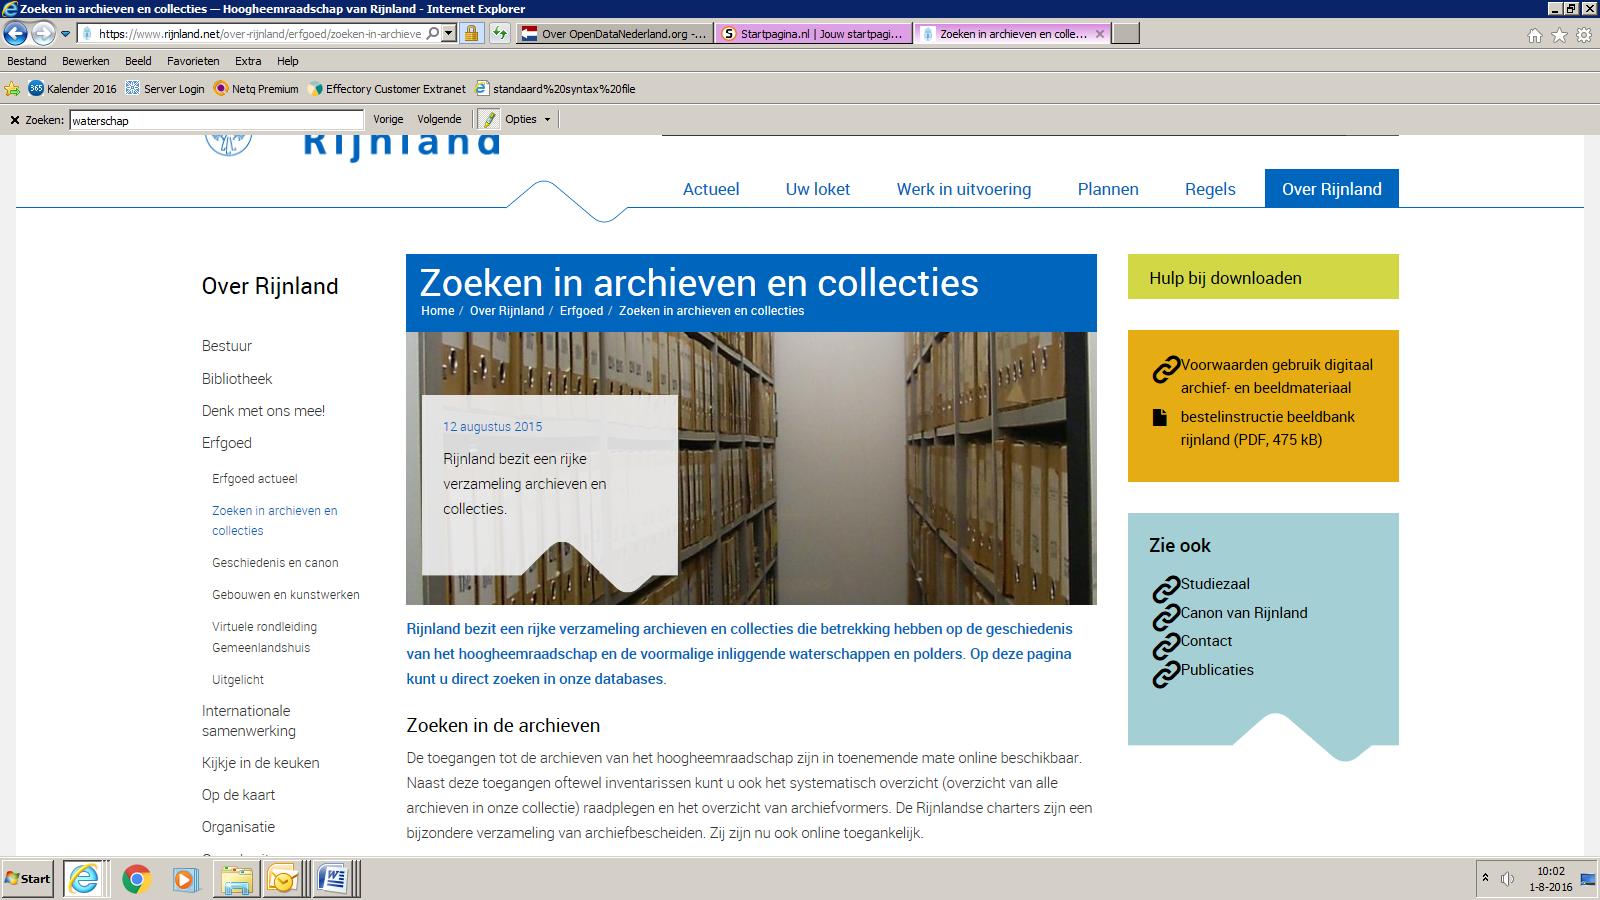 Zoeken in archieven en collecties — Hoogheemraadschap van Rijnland - Internet Explorer
https://www.rijnland.net/over-rijnland/erfgoed/zoeken-in-archieve
Over OpenDataNederland.org -...
Startpagina.nl | Jouw startpagi...
Zoeken in archieven en colle...
Bestand Bewerken Beeld Favorieten Extra Help
365 Kalender 2016 Server Login Netq Premium Effectory Customer Extranet standaard%20syntax%20file
Zoeken: waterschap Vorige Volgende Opties
Rijnland
Actueel Uw loket Werk in uitvoering Plannen Regels Over Rijnland
Over Rijnland
Bestuur
Bibliotheek
Denk met ons mee!
Erfgoed
Erfgoed actueel
Zoeken in archieven en
collecties
Geschiedenis en canon
Gebouwen en kunstwerken
Virtuele rondleiding
Gemeenlandshuis
Uitgelicht
Internationale
samenwerking
Kijkje in de keuken
Op de kaart
Organisatie
Zoeken in archieven en collecties
Home / Over Rijnland / Erfgoed / Zoeken in archieven en collecties
12 augustus 2015
Rijnland bezit een rijke
verzameling archieven en
collecties.
Rijnland bezit een rijke verzameling archieven en collecties die betrekking hebben op de geschiedenis
van het hoogheemraadschap en de voormalige inliggende waterschappen en polders. Op deze pagina
kunt u direct zoeken in onze databases.
Zoeken in de archieven
De toegangen tot de archieven van het hoogheemraadschap zijn in toenemende mate online beschikbaar.
Naast deze toegangen oftewel inventarissen kunt u ook het systematisch overzicht (overzicht van alle
archieven in onze collectie) raadplegen en het overzicht van archiefvormers. De Rijnlandse charters zijn een
bijzondere verzameling van archiefbescheiden. Zij zijn nu ook online toegankelijk.
Hulp bij downloaden
Voorwaarden gebruik digitaal
archief- en beeldmateriaal
bestelinstructie beeldbank
rijnland (PDF, 475 kB)
Zie ook
Studiezaal
Canon van Rijnland
Contact
Publicaties
Start
10:02
1-8-2016